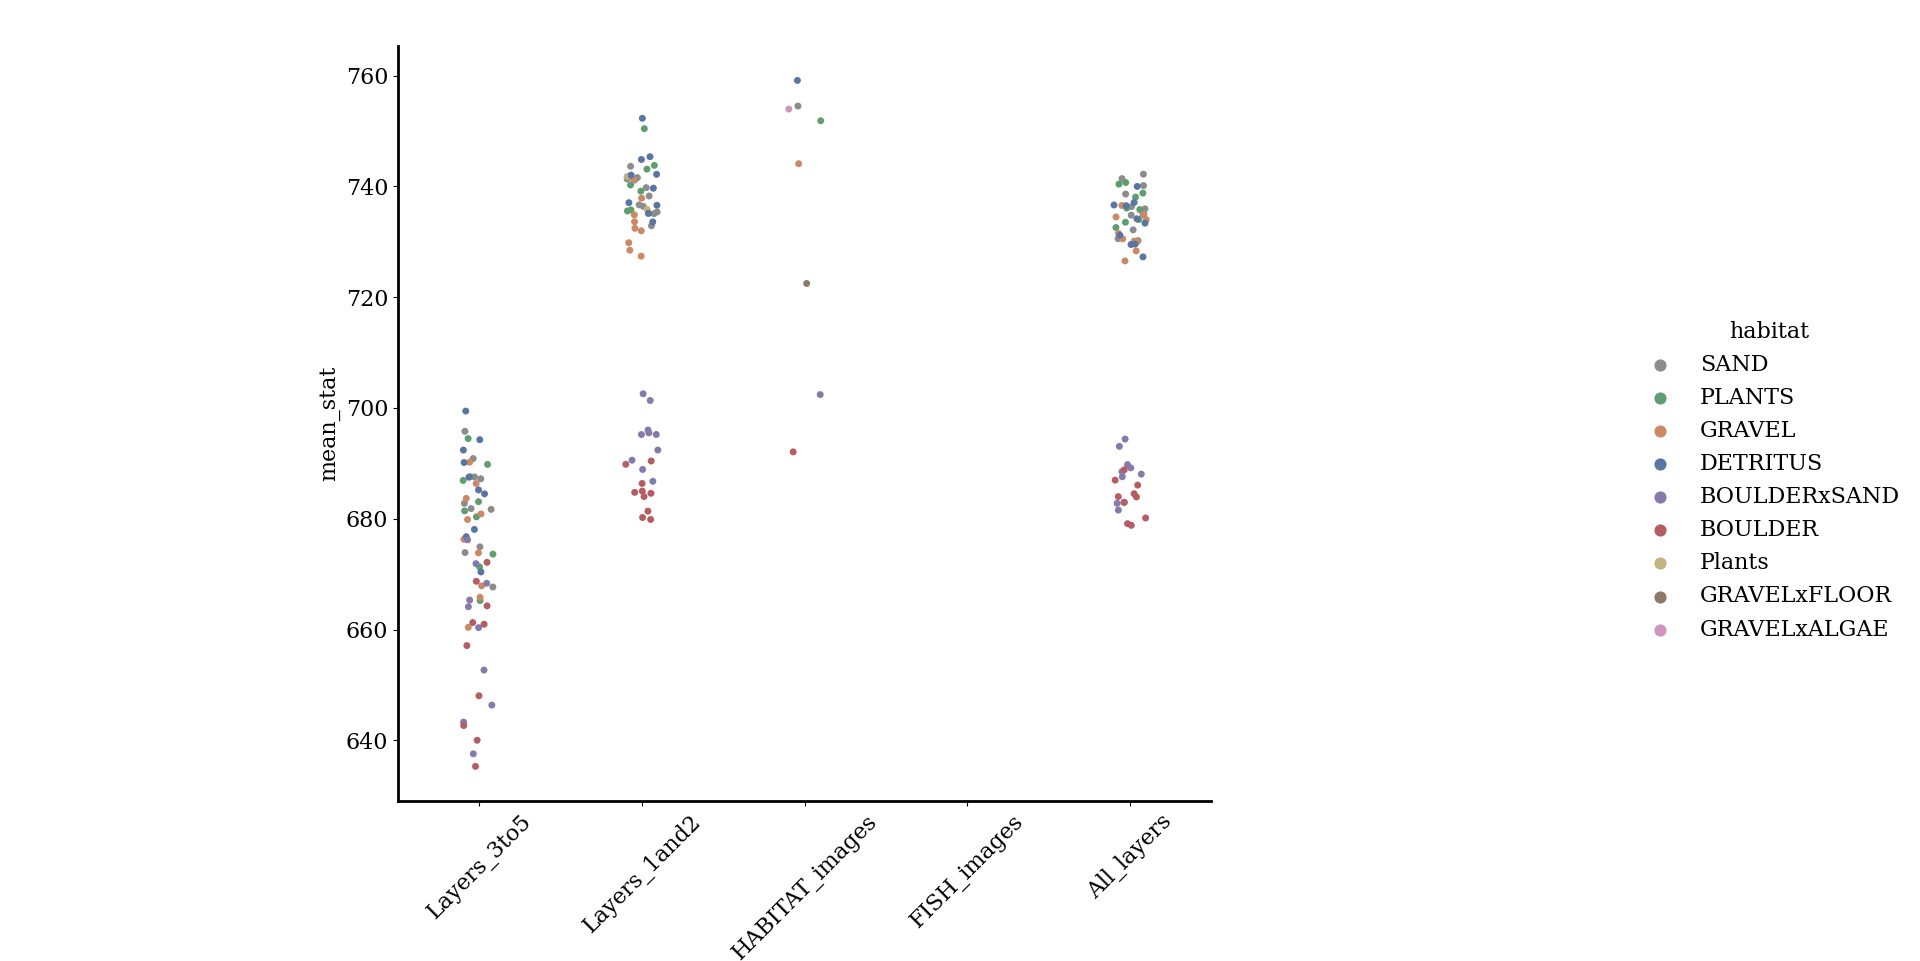 760
740
720
700
680
660
640
mean_stat
Layers_3to5
Layers_1and2
HABITAT_images
FISH_images
All_layers
habitat
SAND
PLANTS
GRAVEL
DETRITUS
BOULDERxSAND
BOULDER
Plants
GRAVELxFLOOR
GRAVELxALGAE